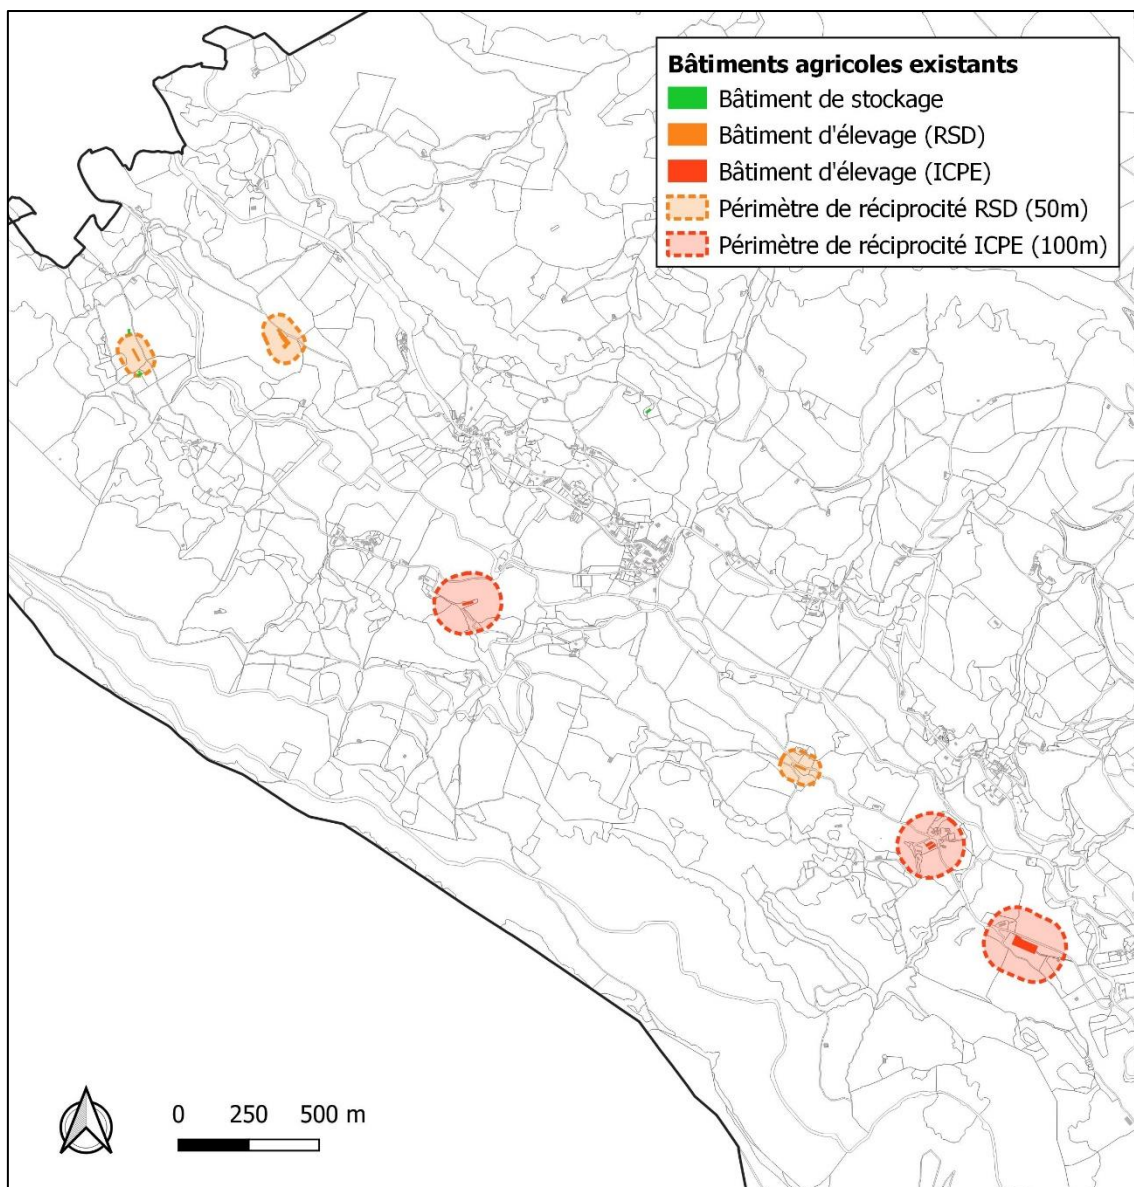 Bâtiments agricoles existants
Bâtiment de stockage
Bâtiment d'élevage (RSD)
Bâtiment d'élevage (ICPE)
Périmètre de réciprocité RSD (50m)
Périmètre de réciprocité ICPE (100m)
0 250 500 m